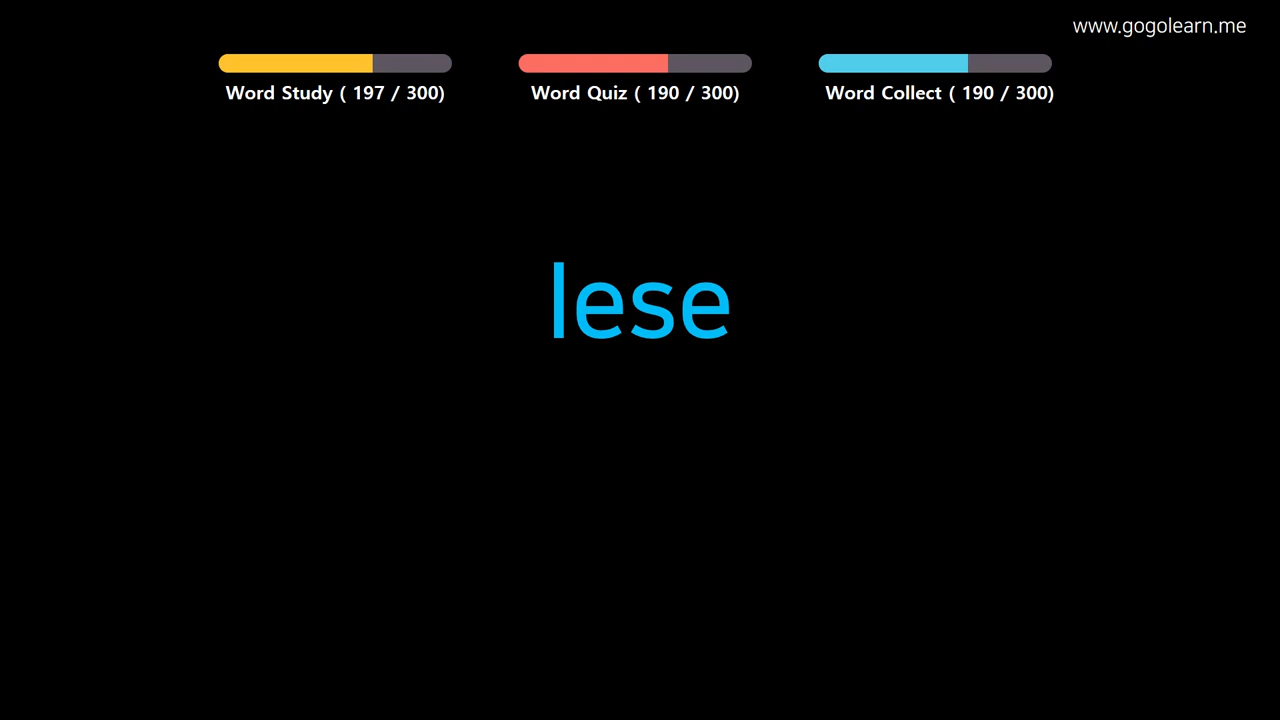 www.gogolearn.me
Word Study ( 197 / 300)
Word Quiz ( 190 / 300)
Word Collect ( 190 / 300)
lese